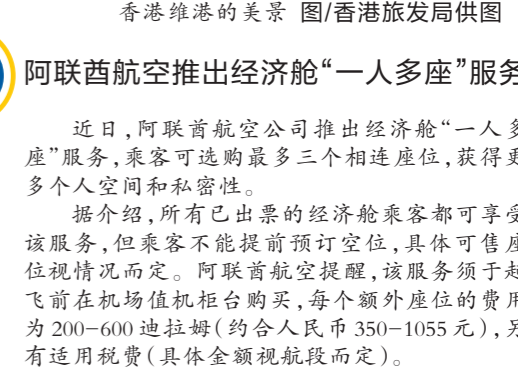 香港维港的美景 图/香港旅发局供图
阿联酋航空推出经济舱“一人多座”服务
近日,阿联酋航空公司推出经济舱“一人多
座”服务,乘客可选购最多三个相连座位,获得更
多个人空间和私密性。
据介绍,所有已出票的经济舱乘客都可享受
该服务,但乘客不能提前预订空位,具体可售座
位视情况而定。阿联酋航空提醒,该服务须于起
飞前在机场值机柜台购买,每个额外座位的费用
为200-600迪拉姆(约合人民币350-1055元),另
有适用税费(具体金额视航段而定)。